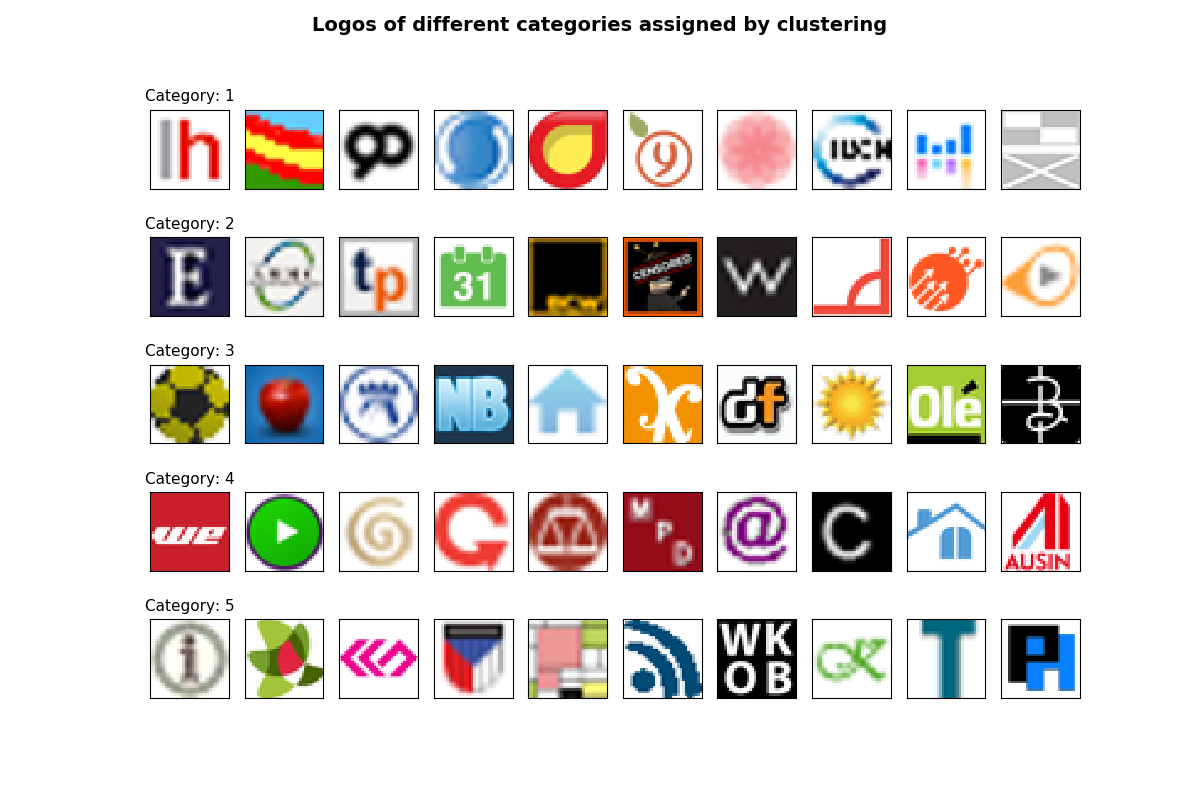 Logos of different categories assigned by clustering
Category: 1
lh
90
y
Category: 2
E
tp
31
CENSORED
W
Category: 3
NB
df
Olé
B
Category: 4
we
G
M
P
D
@
C
AUSIN
Category: 5
i
WK
OB
T